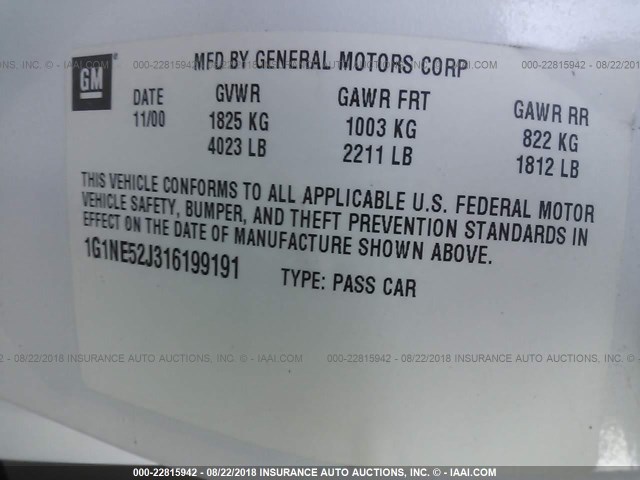 MFD BY GENERAL MOTORS CORP
GM
DATE GVWR GAWR FRT GAWR RR
11/00 1825 KG 1003 KG 822 KG
4023 LB 2211 LB 1812 LB
THIS VEHICLE CONFORMS TO ALL APPLICABLE U.S. FEDERAL MOTOR
VEHICLE SAFETY, BUMPER, AND THEFT PREVENTION STANDARDS IN
EFFECT ON THE DATE OF MANUFACTURE SHOWN ABOVE.
1G1NE52J316199191 TYPE: PASS CAR
000-22815942 - 08/22/2018 INSURANCE AUTO AUCTIONS, INC. - ©IAAI.COM